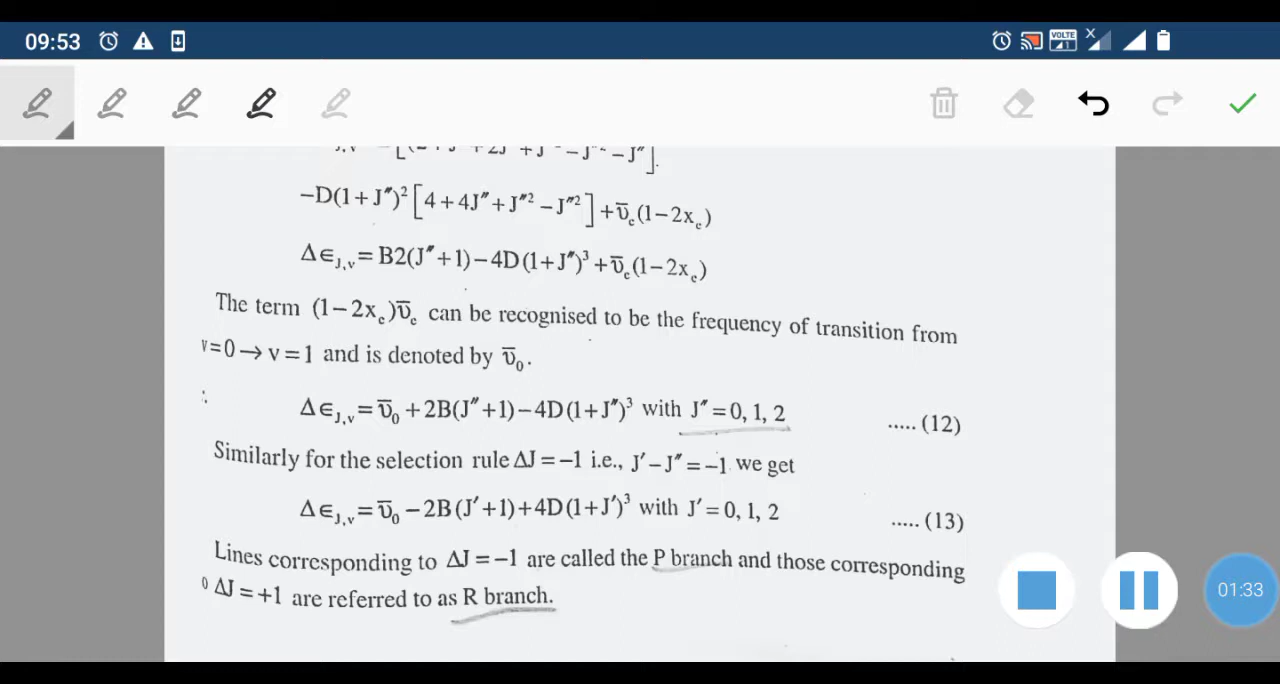 09:53
VOLTE
−D(1+J″)² [4+4J″+J″² −J″²] +ῡₑ(1−2xₑ)
Δ∈J,v = B2(J″+1)−4D(1+J″)³ +ῡₑ(1−2xₑ)
The term (1−2xₑ)ῡₑ can be recognised to be the frequency of transition from
v=0→v=1 and is denoted by ῡ₀.
∴
Δ∈J,v = ῡ₀ +2B(J″+1)−4D(1+J″)³ with J″=0, 1, 2 ..... (12)
Similarly for the selection rule ΔJ=−1 i.e., J′−J″=−1 we get
Δ∈J,v = ῡ₀ −2B(J′+1)+4D(1+J′)³ with J′=0, 1, 2 ..... (13)
Lines corresponding to ΔJ=−1 are called the P branch and those corresponding
ΔJ=+1 are referred to as R branch.
01:33